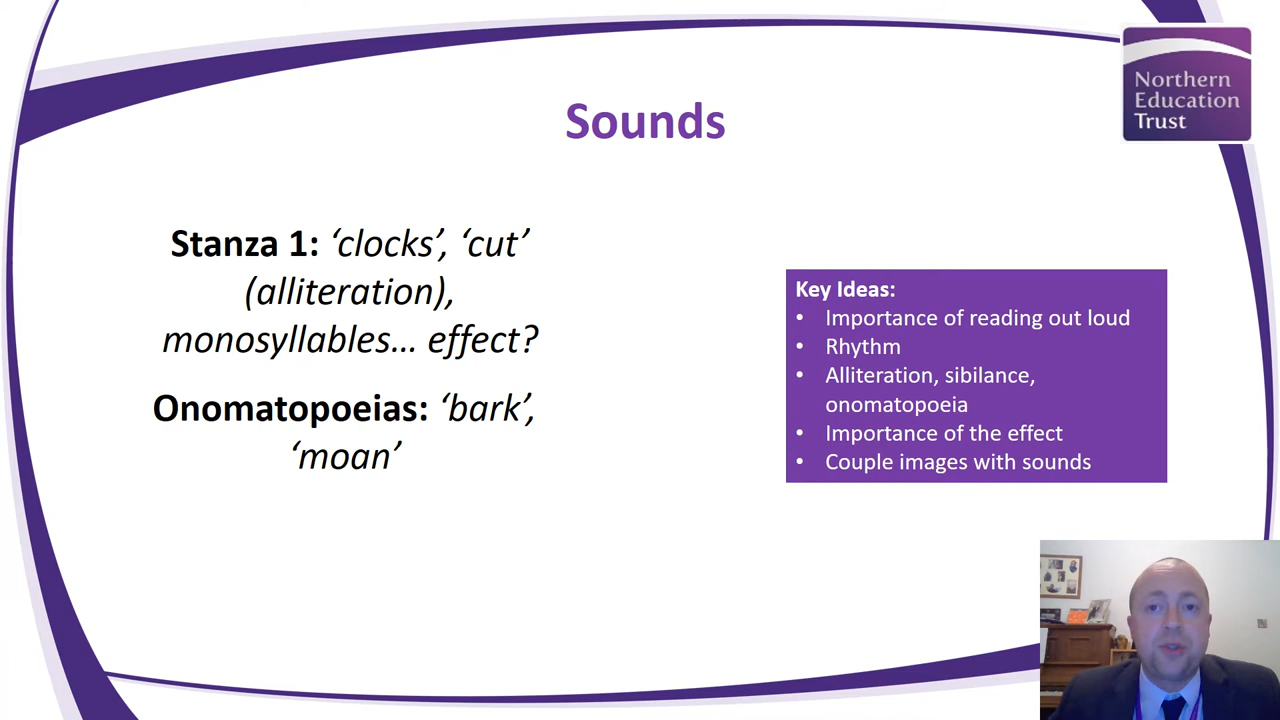 Northern
Education
Trust
Sounds
Stanza 1: ‘clocks’, ‘cut’
(alliteration),
monosyllables... effect?
Onomatopoeias: ‘bark’,
‘moan’
Key Ideas:
• Importance of reading out loud
• Rhythm
• Alliteration, sibilance,
onomatopoeia
• Importance of the effect
• Couple images with sounds